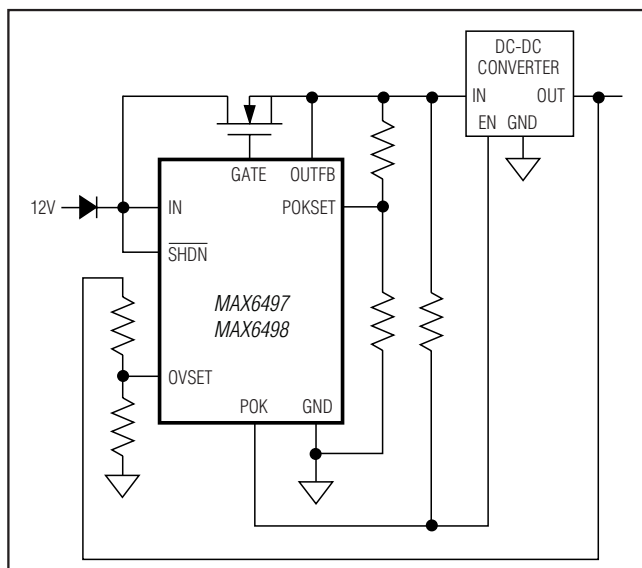 DC-DC
CONVERTER
IN OUT
EN GND
GATE OUTFB
POKSET
12V
IN
SHDN
MAX6497
MAX6498
OVSET
POK GND